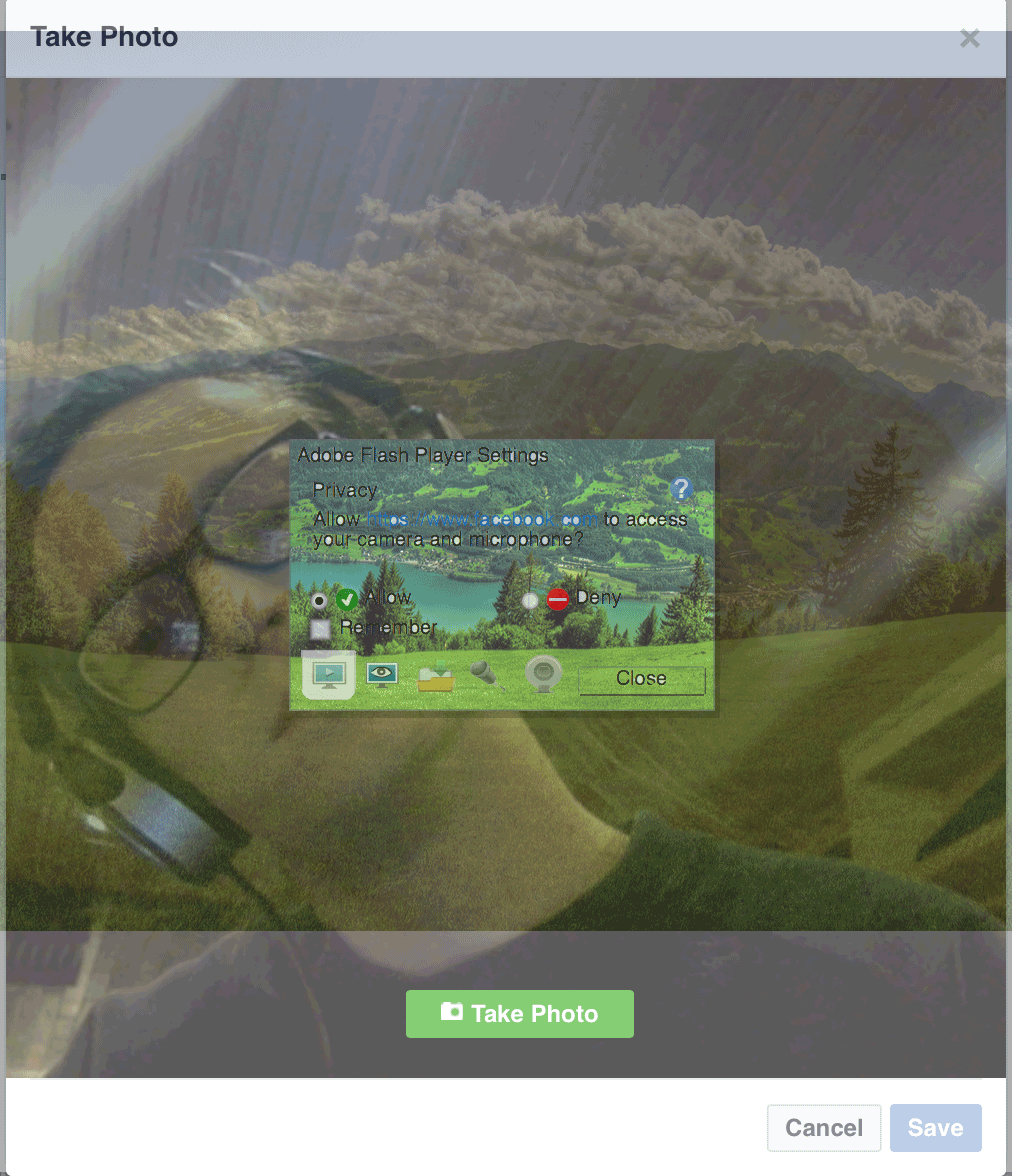 Take Photo
×
Adobe Flash Player Settings
Privacy
?
Allow https://www.facebook.com to access
your camera and microphone?
Allow
Deny
Remember
Close
Take Photo
Cancel
Save